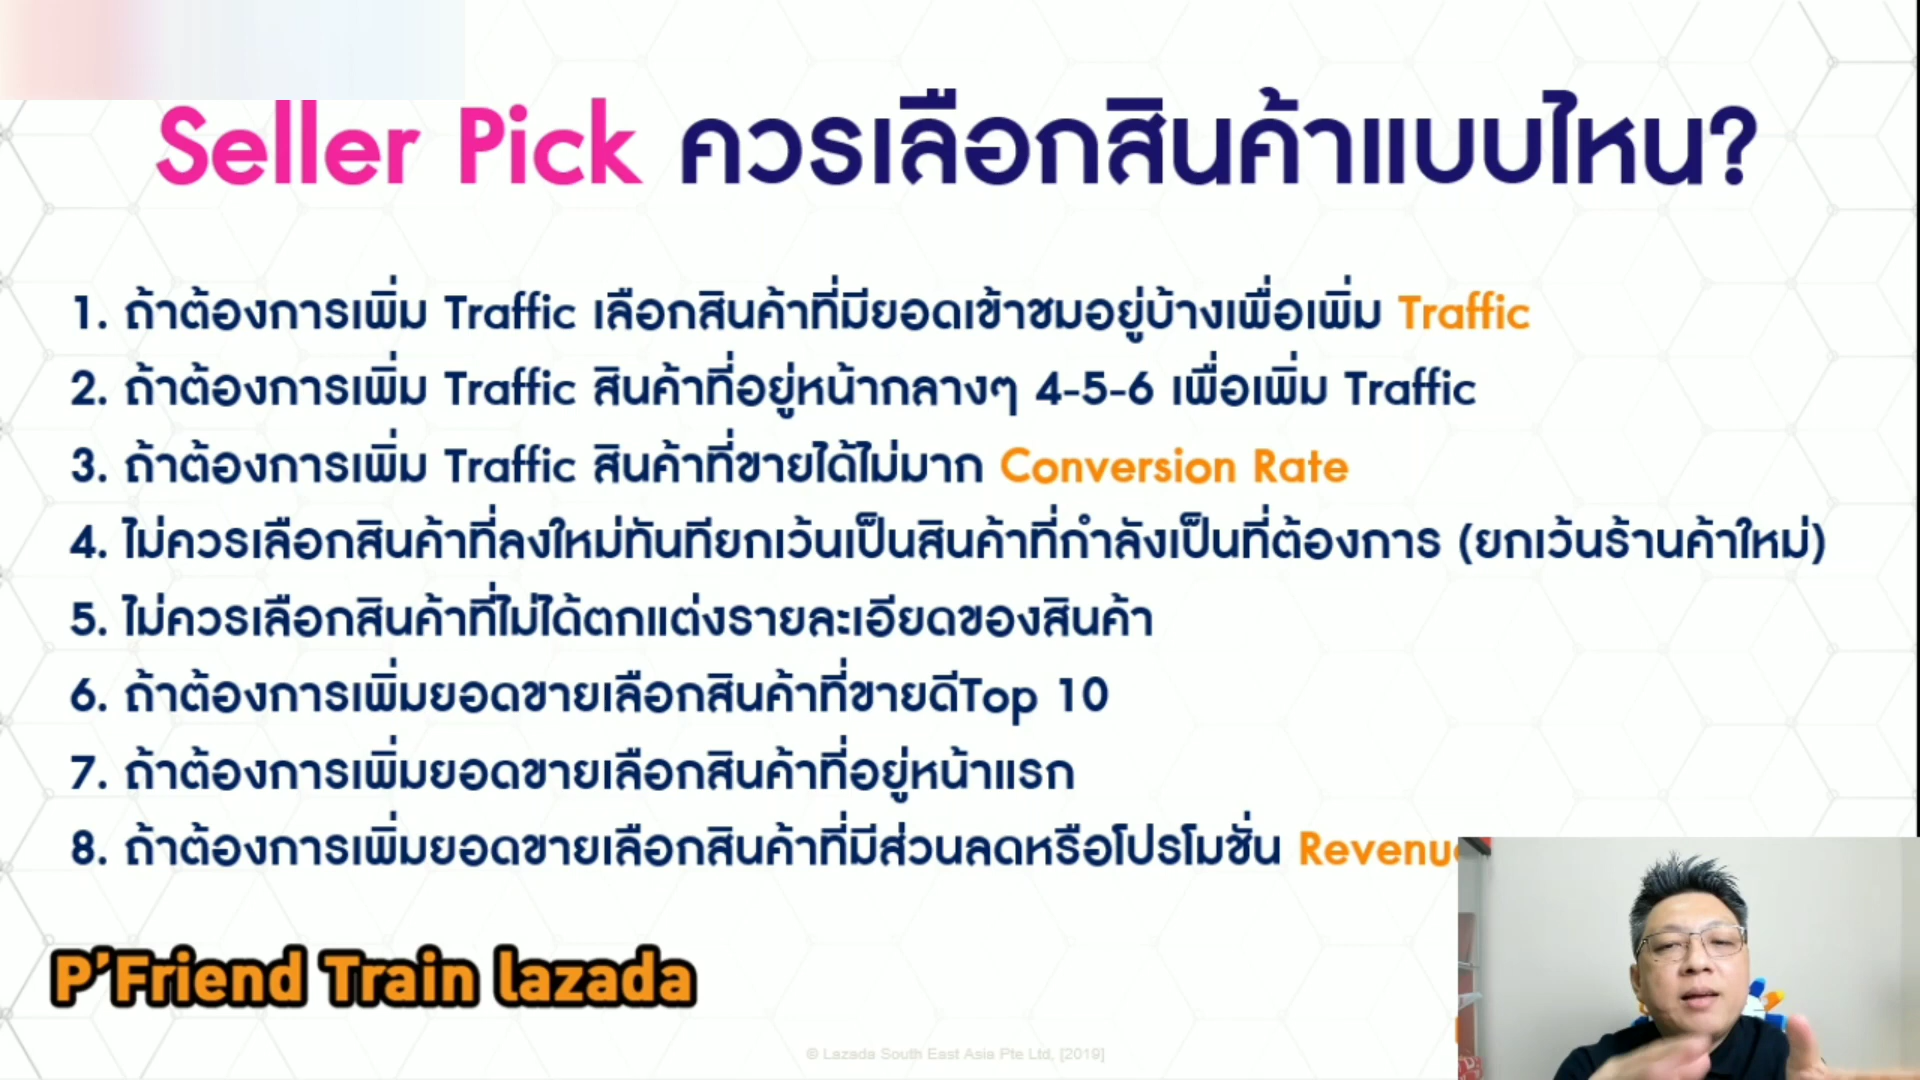 Seller Pick ควรเลือกสินค้าแบบไหน?
1. ถ้าต้องการเพิ่ม Traffic เลือกสินค้าที่มียอดเข้าชมอยู่บ้างเพื่อเพิ่ม Traffic
2. ถ้าต้องการเพิ่ม Traffic สินค้าที่อยู่หน้ากลางๆ 4-5-6 เพื่อเพิ่ม Traffic
3. ถ้าต้องการเพิ่ม Traffic สินค้าที่ขายได้ไม่มาก Conversion Rate
4. ไม่ควรเลือกสินค้าที่ลงใหม่ทันทียกเว้นเป็นสินค้าที่กำลังเป็นที่ต้องการ (ยกเว้นร้านค้าใหม่)
5. ไม่ควรเลือกสินค้าที่ไม่ได้ตกแต่งรายละเอียดของสินค้า
6. ถ้าต้องการเพิ่มยอดขายเลือกสินค้าที่ขายดีTop 10
7. ถ้าต้องการเพิ่มยอดขายเลือกสินค้าที่อยู่หน้าแรก
8. ถ้าต้องการเพิ่มยอดขายเลือกสินค้าที่มีส่วนลดหรือโปรโมชั่น Revenue
P’Friend Train lazada
© Lazada South East Asia Pte Ltd, [2019]